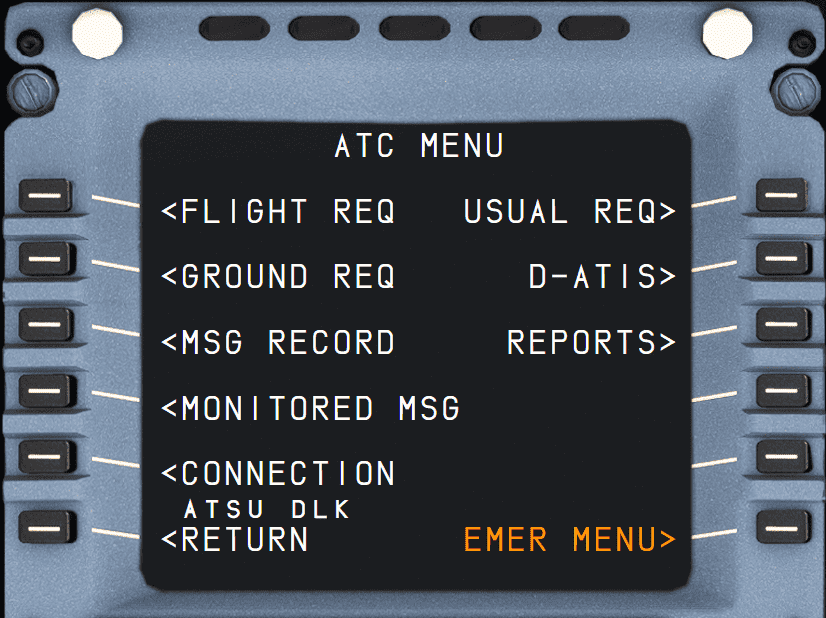 ATC MENU
<FLIGHT REQ USUAL REQ>
<GROUND REQ D-ATIS>
<MSG RECORD REPORTS>
<MONITORED MSG
<CONNECTION
ATSU DLK
<RETURN EMER MENU>